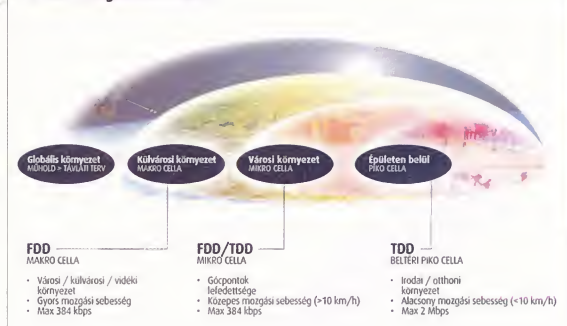 Globális környezet
MŰHOLD > TÁVLATI TERV
Külvárosi környezet
MAKRO CELLA
Városi környezet
MIKRO CELLA
Épületen belül
PIKO CELLA
FDD
MAKRO CELLA
• Városi / külvárosi / vidéki
környezet
• Gyors mozgási sebesség
• Max 384 kbps
FDD/TDD
MIKRO CELLA
• Gócpontok
lefedettsége
• Közepes mozgási sebesség (>10 km/h)
• Max 384 kbps
TDD
BELTÉRI PIKO CELLA
• Irodai / otthoni
környezet
• Alacsony mozgási sebesség (<10 km/h)
• Max 2 Mbps